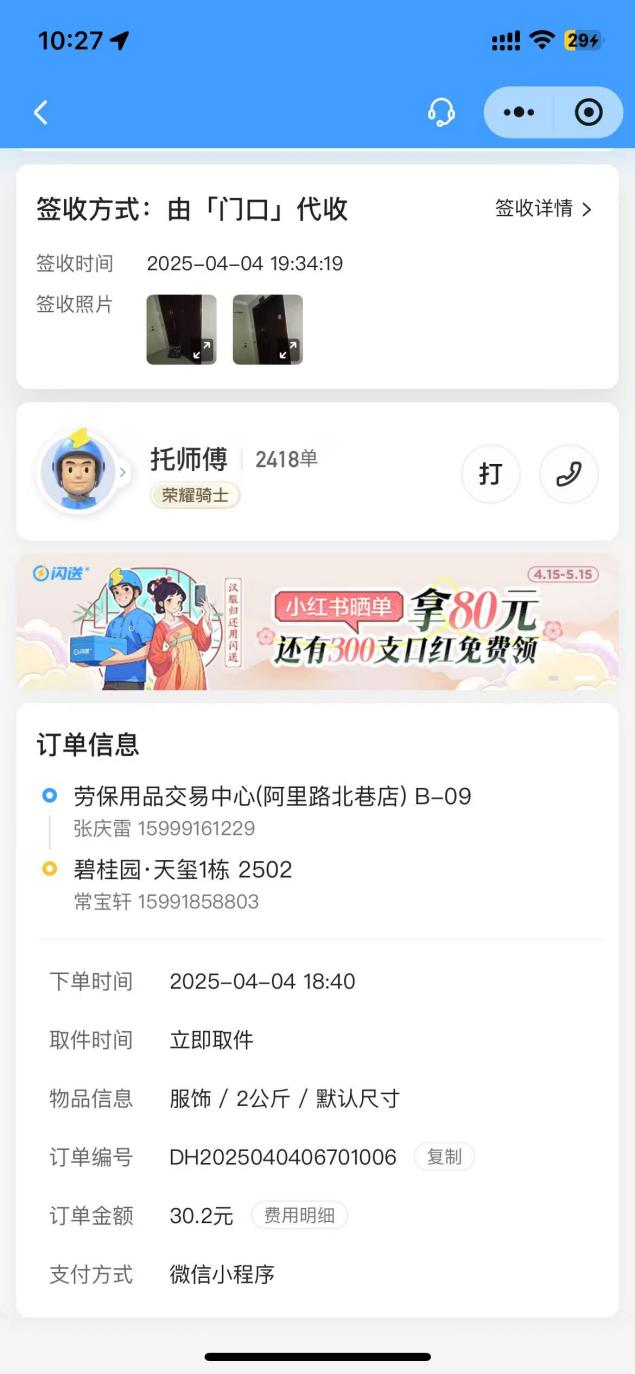 10:27
29
签收方式：由「门口」代收
签收详情
签收时间 2025-04-04 19:34:19
签收照片
托师傅 2418单
荣耀骑士
打
闪送
4.15-5.15
汉服归还用闪送
小红书晒单 拿80元
还有300支口红免费领
闪送
订单信息
劳保用品交易中心(阿里路北巷店) B-09
张庆雷 15999161229
碧桂园·天玺1栋 2502
常宝轩 15991858803
下单时间 2025-04-04 18:40
取件时间 立即取件
物品信息 服饰 / 2公斤 / 默认尺寸
订单编号 DH2025040406701006 复制
订单金额 30.2元 费用明细
支付方式 微信小程序